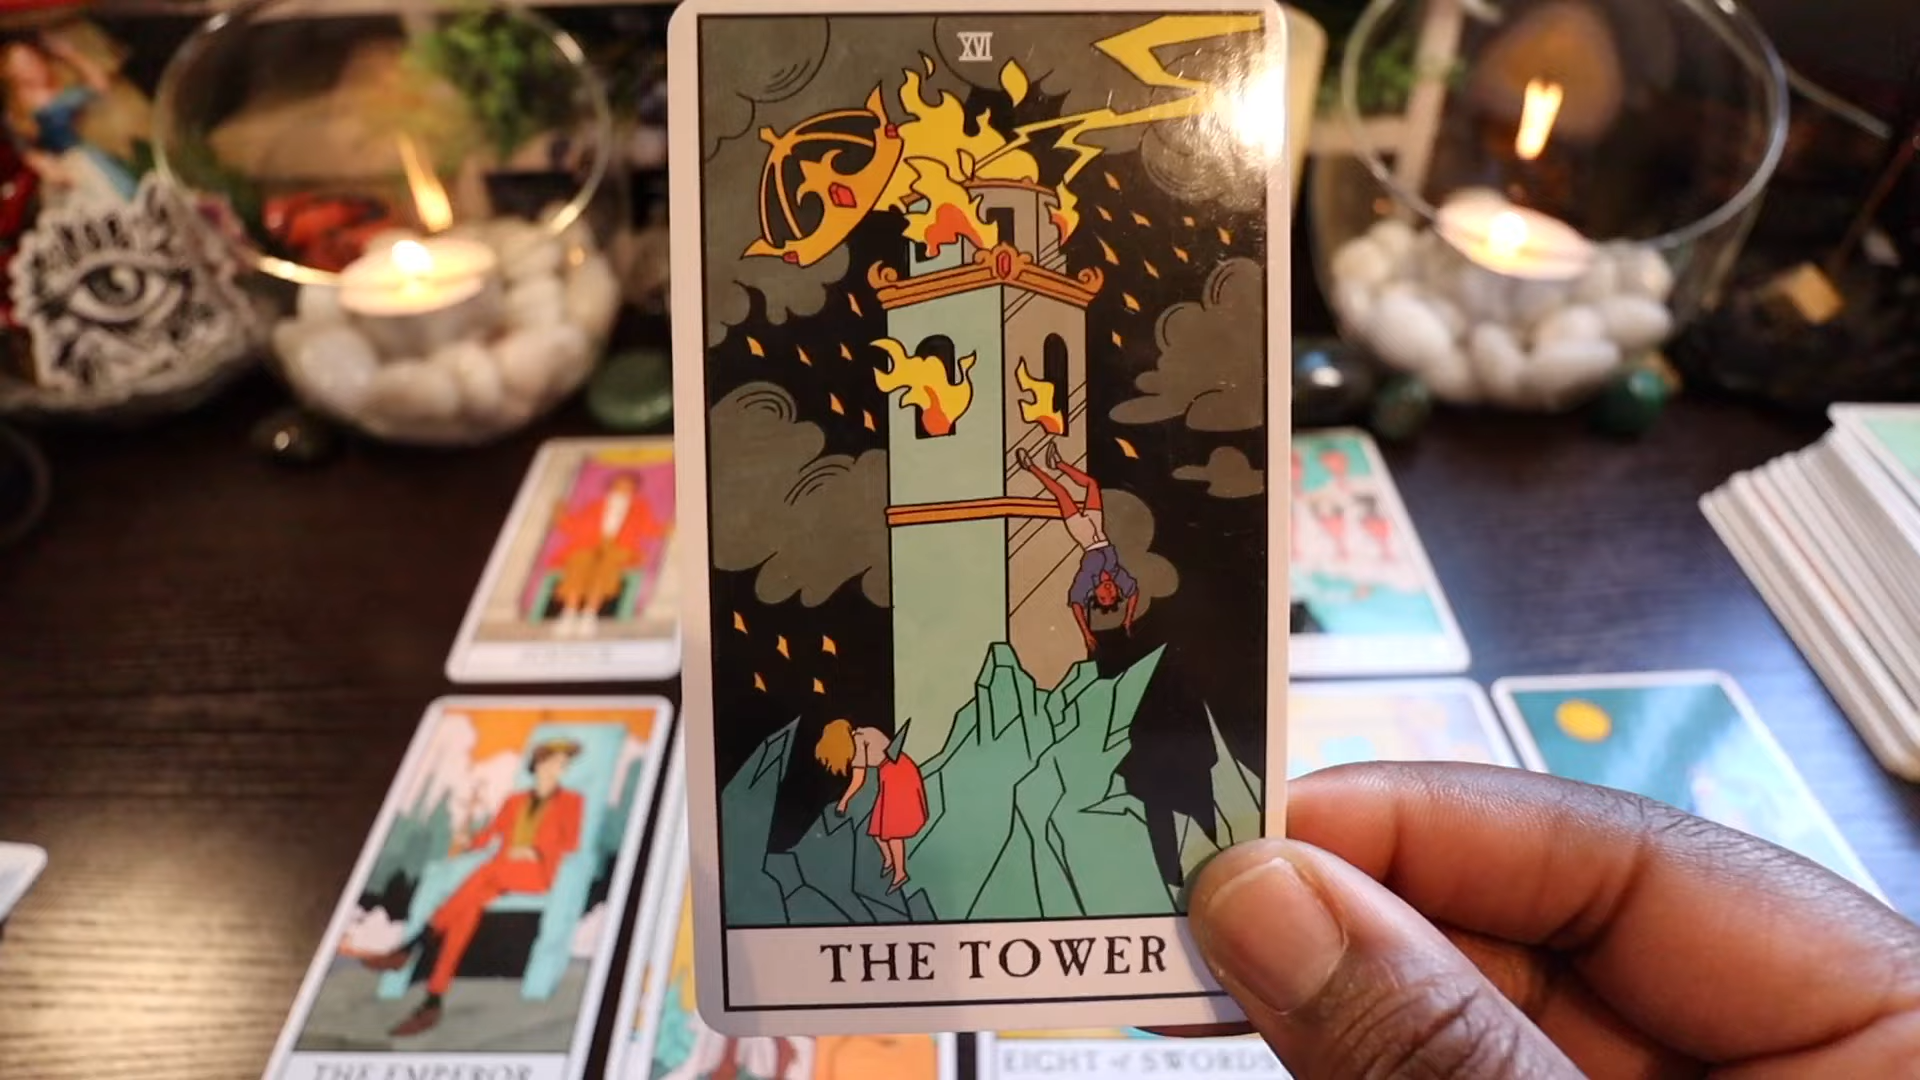 XVI
THE TOWER
THE EMPEROR
EIGHT of SWORDS